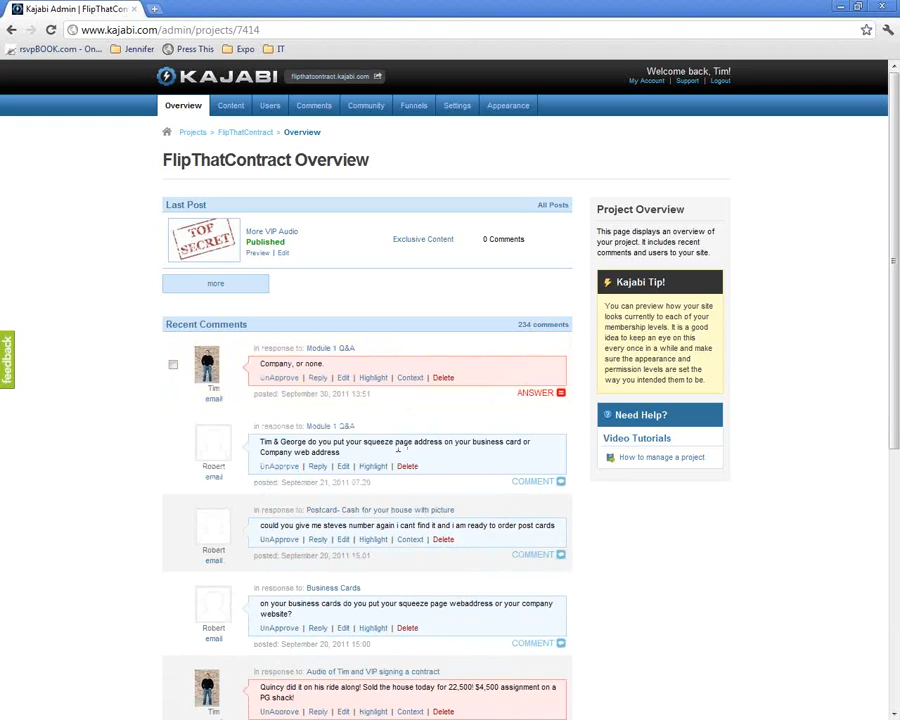 Kajabi Admin | FlipThatCon
www.kajabi.com/admin/projects/7414
rsvpBOOK.com - On... Jennifer Press This Expo IT
KAJABI flipthatcontract.kajabi.com Welcome back, Tim!
My Account | Support | Logout
Overview Content Users Comments Community Funnels Settings Appearance
Projects > FlipThatContract > Overview
FlipThatContract Overview
Last Post All Posts
TOP SECRET
More VIP Audio
Published
Preview | Edit
Exclusive Content 0 Comments
more
Recent Comments 234 comments
in response to: Module 1 Q&A
Company, or none.
UnApprove | Reply | Edit | Highlight | Context | Delete
Tim
email
posted: September 30, 2011 13:51 ANSWER
in response to: Module 1 Q&A
Tim & George do you put your squeeze page address on your business card or
Company web address
UnApprove | Reply | Edit | Highlight | Delete
Robert
email
posted: September 21, 2011 07:20 COMMENT
in response to: Postcard- Cash for your house with picture
could you give me steves number again i cant find it and i am ready to order post cards
UnApprove | Reply | Edit | Highlight | Context | Delete
Robert
email
posted: September 20, 2011 15:01 COMMENT
in response to: Business Cards
on your business cards do you put your squeeze page webaddress or your company
website?
UnApprove | Reply | Edit | Highlight | Delete
Robert
email
posted: September 20, 2011 15:00 COMMENT
in response to: Audio of Tim and VIP signing a contract
Quincy did it on his ride along! Sold the house today for 22,500! $4,500 assignment on a
PG shack!
UnApprove | Reply | Edit | Highlight | Context | Delete
Tim
Project Overview
This page displays an overview of
your project. It includes recent
comments and users to your site.
Kajabi Tip!
You can preview how your site
looks currently to each of your
membership levels. It is a good
idea to keep an eye on this
every once in a while and make
sure the appearance and
permission levels are set the
way you intended them to be.
Need Help?
Video Tutorials
How to manage a project
feedback